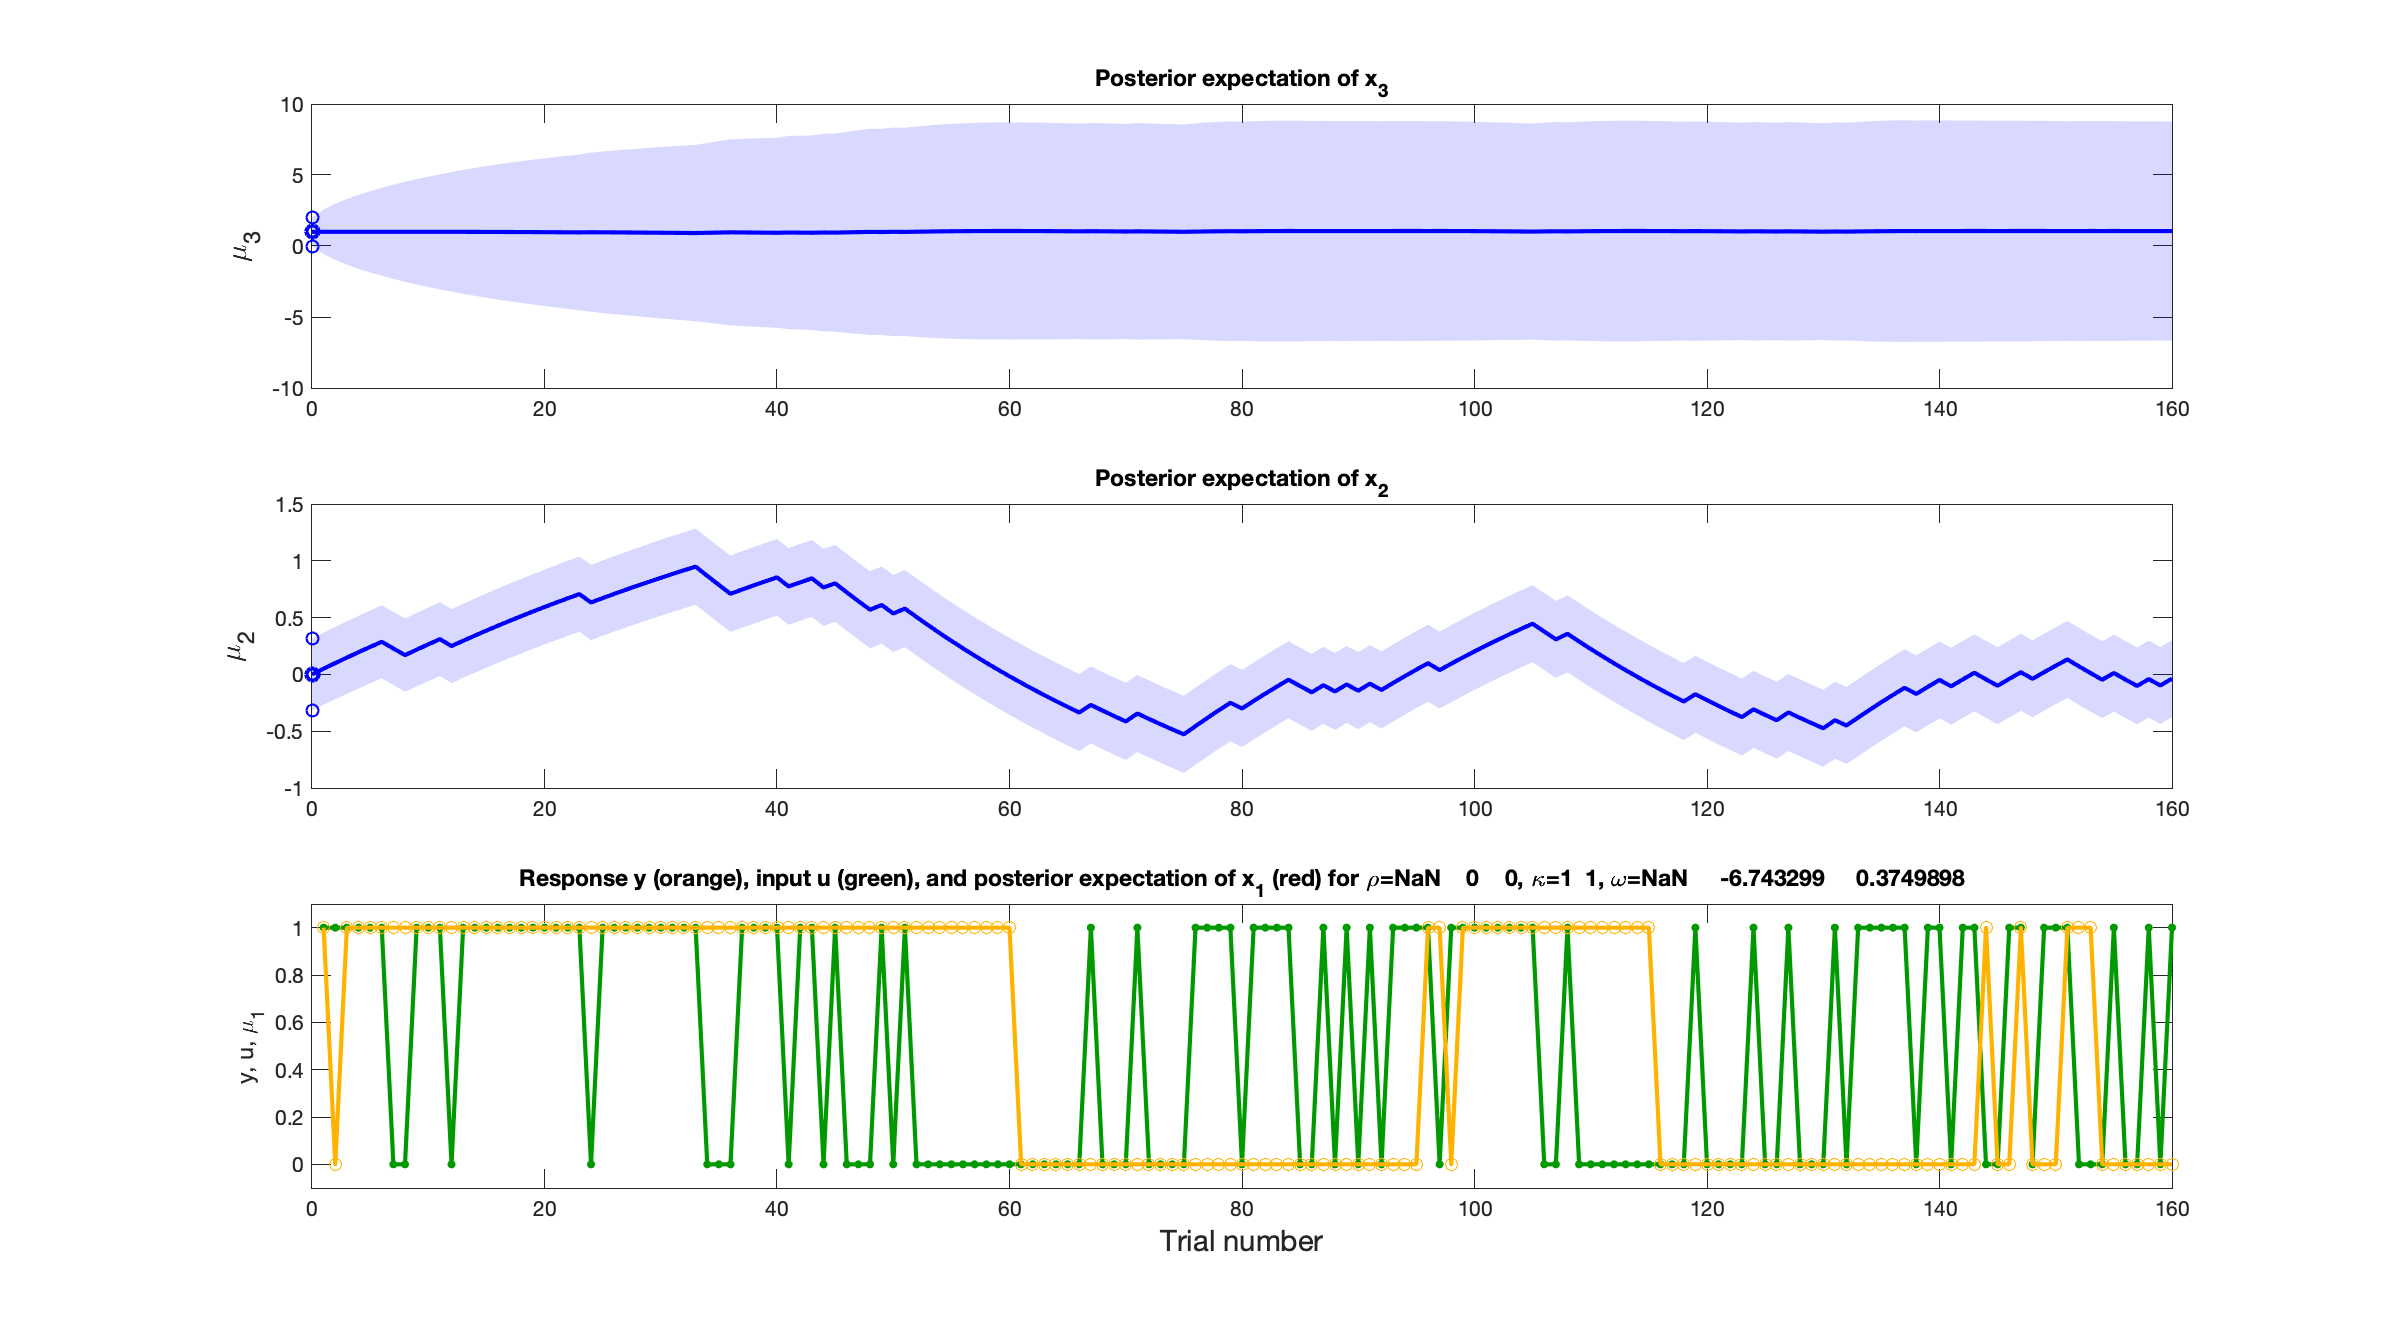 Posterior expectation of x3
10
5
0
-5
-10
μ3
0 20 40 60 80 100 120 140 160
Posterior expectation of x2
1.5
1
0.5
0
-0.5
-1
μ2
0 20 40 60 80 100 120 140 160
Response y (orange), input u (green), and posterior expectation of x1 (red) for ρ=NaN 0 0, κ=1 1, ω=NaN -6.743299 0.3749898
1
0.8
0.6
0.4
0.2
0
y, u, μ1
0 20 40 60 80 100 120 140 160
Trial number